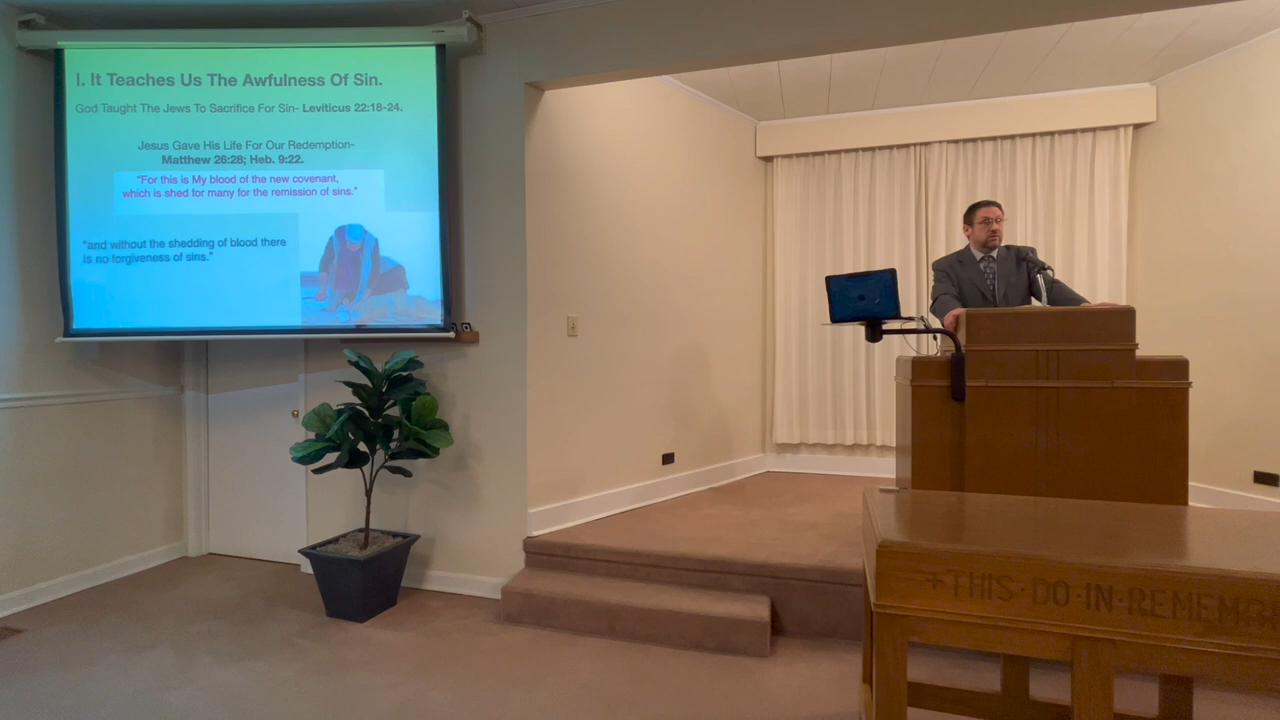 I. It Teaches Us The Awfulness Of Sin.
God Taught The Jews To Sacrifice For Sin- Leviticus 22:18-24.
Jesus Gave His Life For Our Redemption-
Matthew 26:28; Heb. 9:22.
"For this is My blood of the new covenant,
which is shed for many for the remission of sins."
"and without the shedding of blood there
is no forgiveness of sins."
+THIS·DO·IN·REMEMB